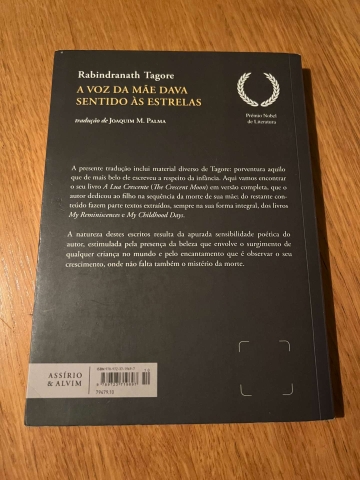 Rabindranath Tagore
A VOZ DA MÃE DAVA
SENTIDO ÀS ESTRELAS
tradução de JOAQUIM M. PALMA
Prémio Nobel
de Literatura
A presente tradução inclui material diverso de Tagore: porventura aquilo
que de mais belo ele escreveu a respeito da infância. Aqui vamos encontrar
o seu livro A Lua Crescente (The Crescent Moon) em versão completa, que o
autor dedicou ao filho na sequência da morte de sua mãe; do restante con-
teúdo fazem parte textos extraídos, sempre na sua forma integral, dos livros
My Reminiscences e My Childhood Days.
A natureza destes escritos resulta da apurada sensibilidade poética do
autor, estimulada pela presença da beleza que envolve o surgimento de
qualquer criança no mundo e pelo encantamento que é observar o seu
crescimento, onde não falta também o mistério da morte.
ASSÍRIO
& ALVIM